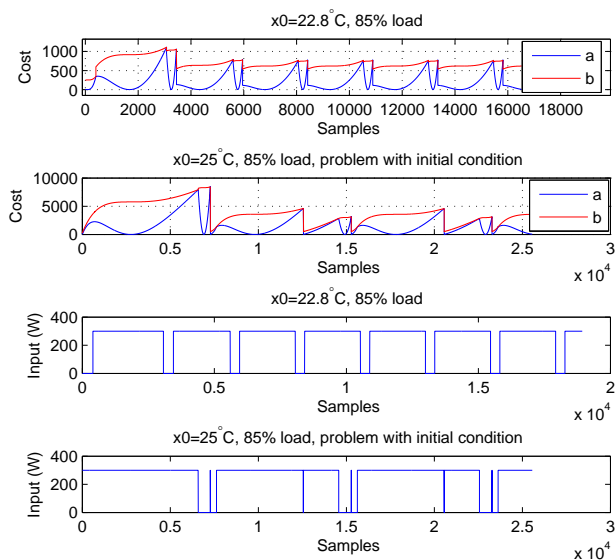 x0=22.8°C, 85% load
Cost
1000
500
0
a
b
0 2000 4000 6000 8000 10000 12000 14000 16000 18000
Samples
x0=25°C, 85% load, problem with initial condition
Cost
10000
5000
0
a
b
0 0.5 1 1.5 2 2.5 3
x 10^4
Samples
x0=22.8°C, 85% load
Input (W)
400
200
0
0 0.5 1 1.5 2
x 10^4
Samples
x0=25°C, 85% load, problem with initial condition
Input (W)
400
200
0
0 0.5 1 1.5 2 2.5 3
x 10^4
Samples